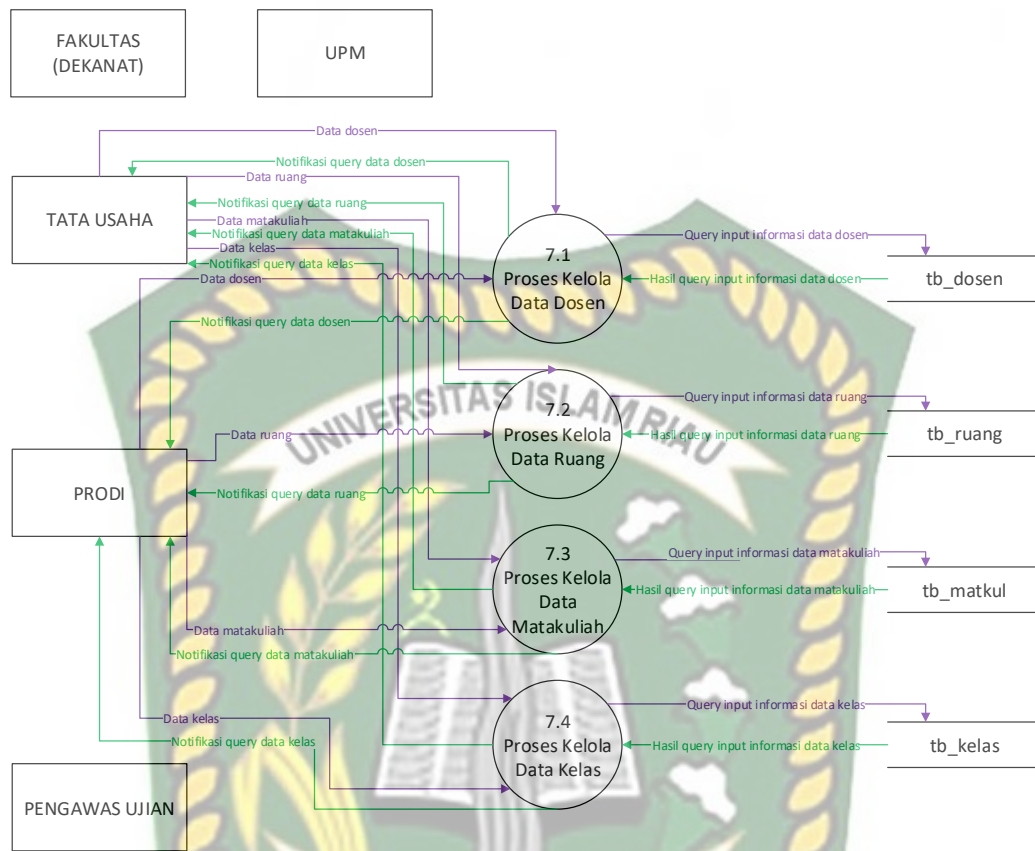 FAKULTAS
(DEKANAT)
UPM
Data dosen
Notifikasi query data dosen
Data ruang
TATA USAHA
Notifikasi query data ruang
Data matakuliah
Notifikasi query data matakuliah
Data kelas
Notifikasi query data kelas
Data dosen
7.1
Proses Kelola
Data Dosen
Query input informasi data dosen
Hasil query input informasi data dosen
tb_dosen
Notifikasi query data dosen
UNIVERSITAS ISLAM RIAU
7.2
Proses Kelola
Data Ruang
Query input informasi data ruang
Hasil query input informasi data ruang
tb_ruang
Data ruang
PRODI
Notifikasi query data ruang
7.3
Proses Kelola
Data
Matakuliah
Query input informasi data matakuliah
Hasil query input informasi data matakuliah
tb_matkul
Data matakuliah
Notifikasi query data matakuliah
7.4
Proses Kelola
Data Kelas
Query input informasi data kelas
Hasil query input informasi data kelas
tb_kelas
Data kelas
Notifikasi query data kelas
PENGAWAS UJIAN